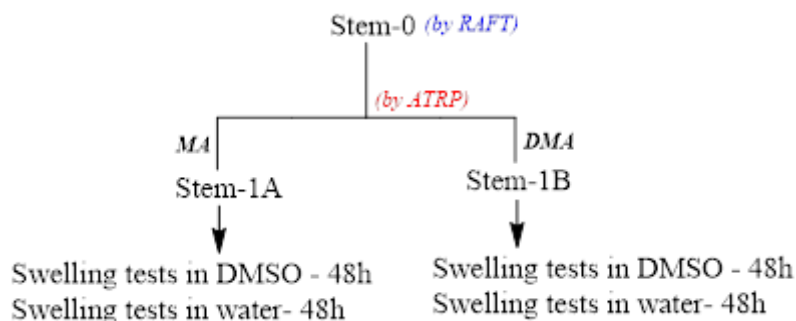 Stem-0 (by RAFT)
(by ATRP)
MA
DMA
Stem-1A
Stem-1B
Swelling tests in DMSO - 48h
Swelling tests in water- 48h
Swelling tests in DMSO - 48h
Swelling tests in water- 48h